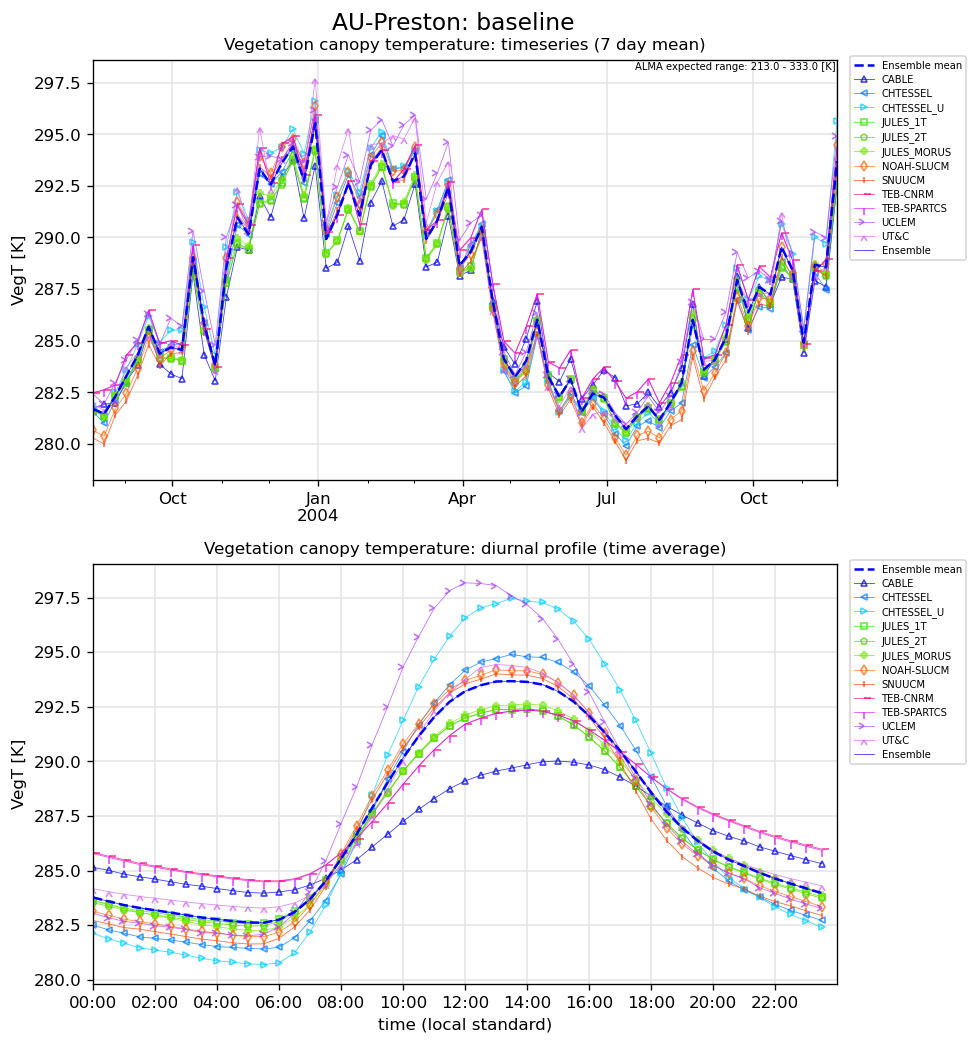 AU-Preston: baseline
Vegetation canopy temperature: timeseries (7 day mean)
ALMA expected range: 213.0 - 333.0 [K]
297.5
295.0
292.5
290.0
287.5
285.0
282.5
280.0
VegT [K]
Oct
Jan
2004
Apr
Jul
Oct
Ensemble mean
CABLE
CHTESSEL
CHTESSEL_U
JULES_1T
JULES_2T
JULES_MORUS
NOAH-SLUCM
SNUUCM
TEB-CNRM
TEB-SPARTCS
UCLEM
UT&C
Ensemble
Vegetation canopy temperature: diurnal profile (time average)
297.5
295.0
292.5
290.0
287.5
285.0
282.5
280.0
VegT [K]
00:00
02:00
04:00
06:00
08:00
10:00
12:00
14:00
16:00
18:00
20:00
22:00
time (local standard)
Ensemble mean
CABLE
CHTESSEL
CHTESSEL_U
JULES_1T
JULES_2T
JULES_MORUS
NOAH-SLUCM
SNUUCM
TEB-CNRM
TEB-SPARTCS
UCLEM
UT&C
Ensemble